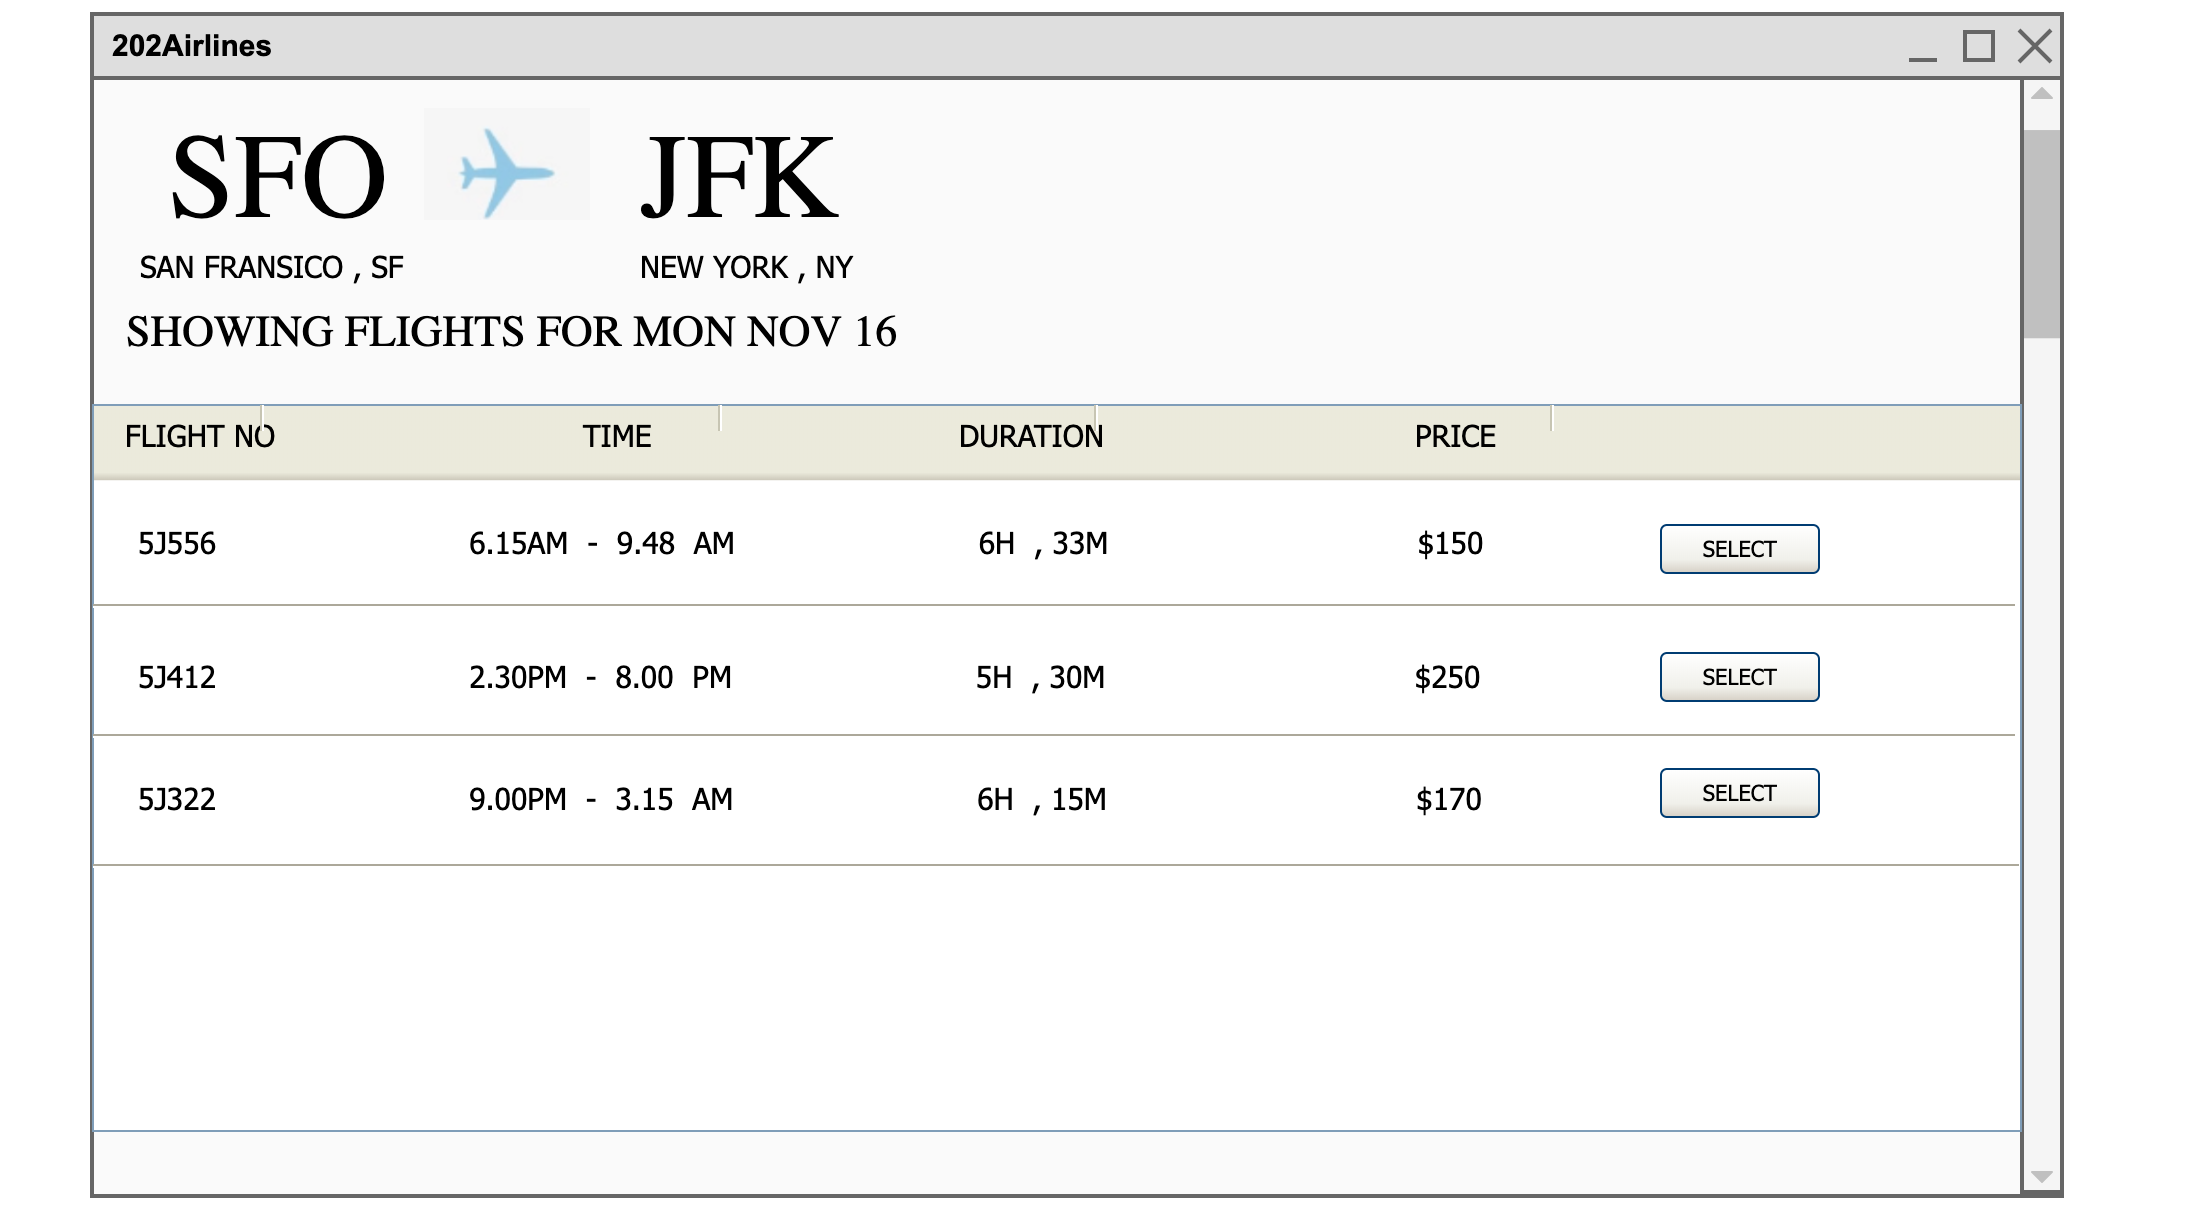 202Airlines
SFO JFK
SAN FRANSICO , SF NEW YORK , NY
SHOWING FLIGHTS FOR MON NOV 16
FLIGHT NO TIME DURATION PRICE
5J556 6.15AM - 9.48 AM 6H , 33M $150 SELECT
5J412 2.30PM - 8.00 PM 5H , 30M $250 SELECT
5J322 9.00PM - 3.15 AM 6H , 15M $170 SELECT